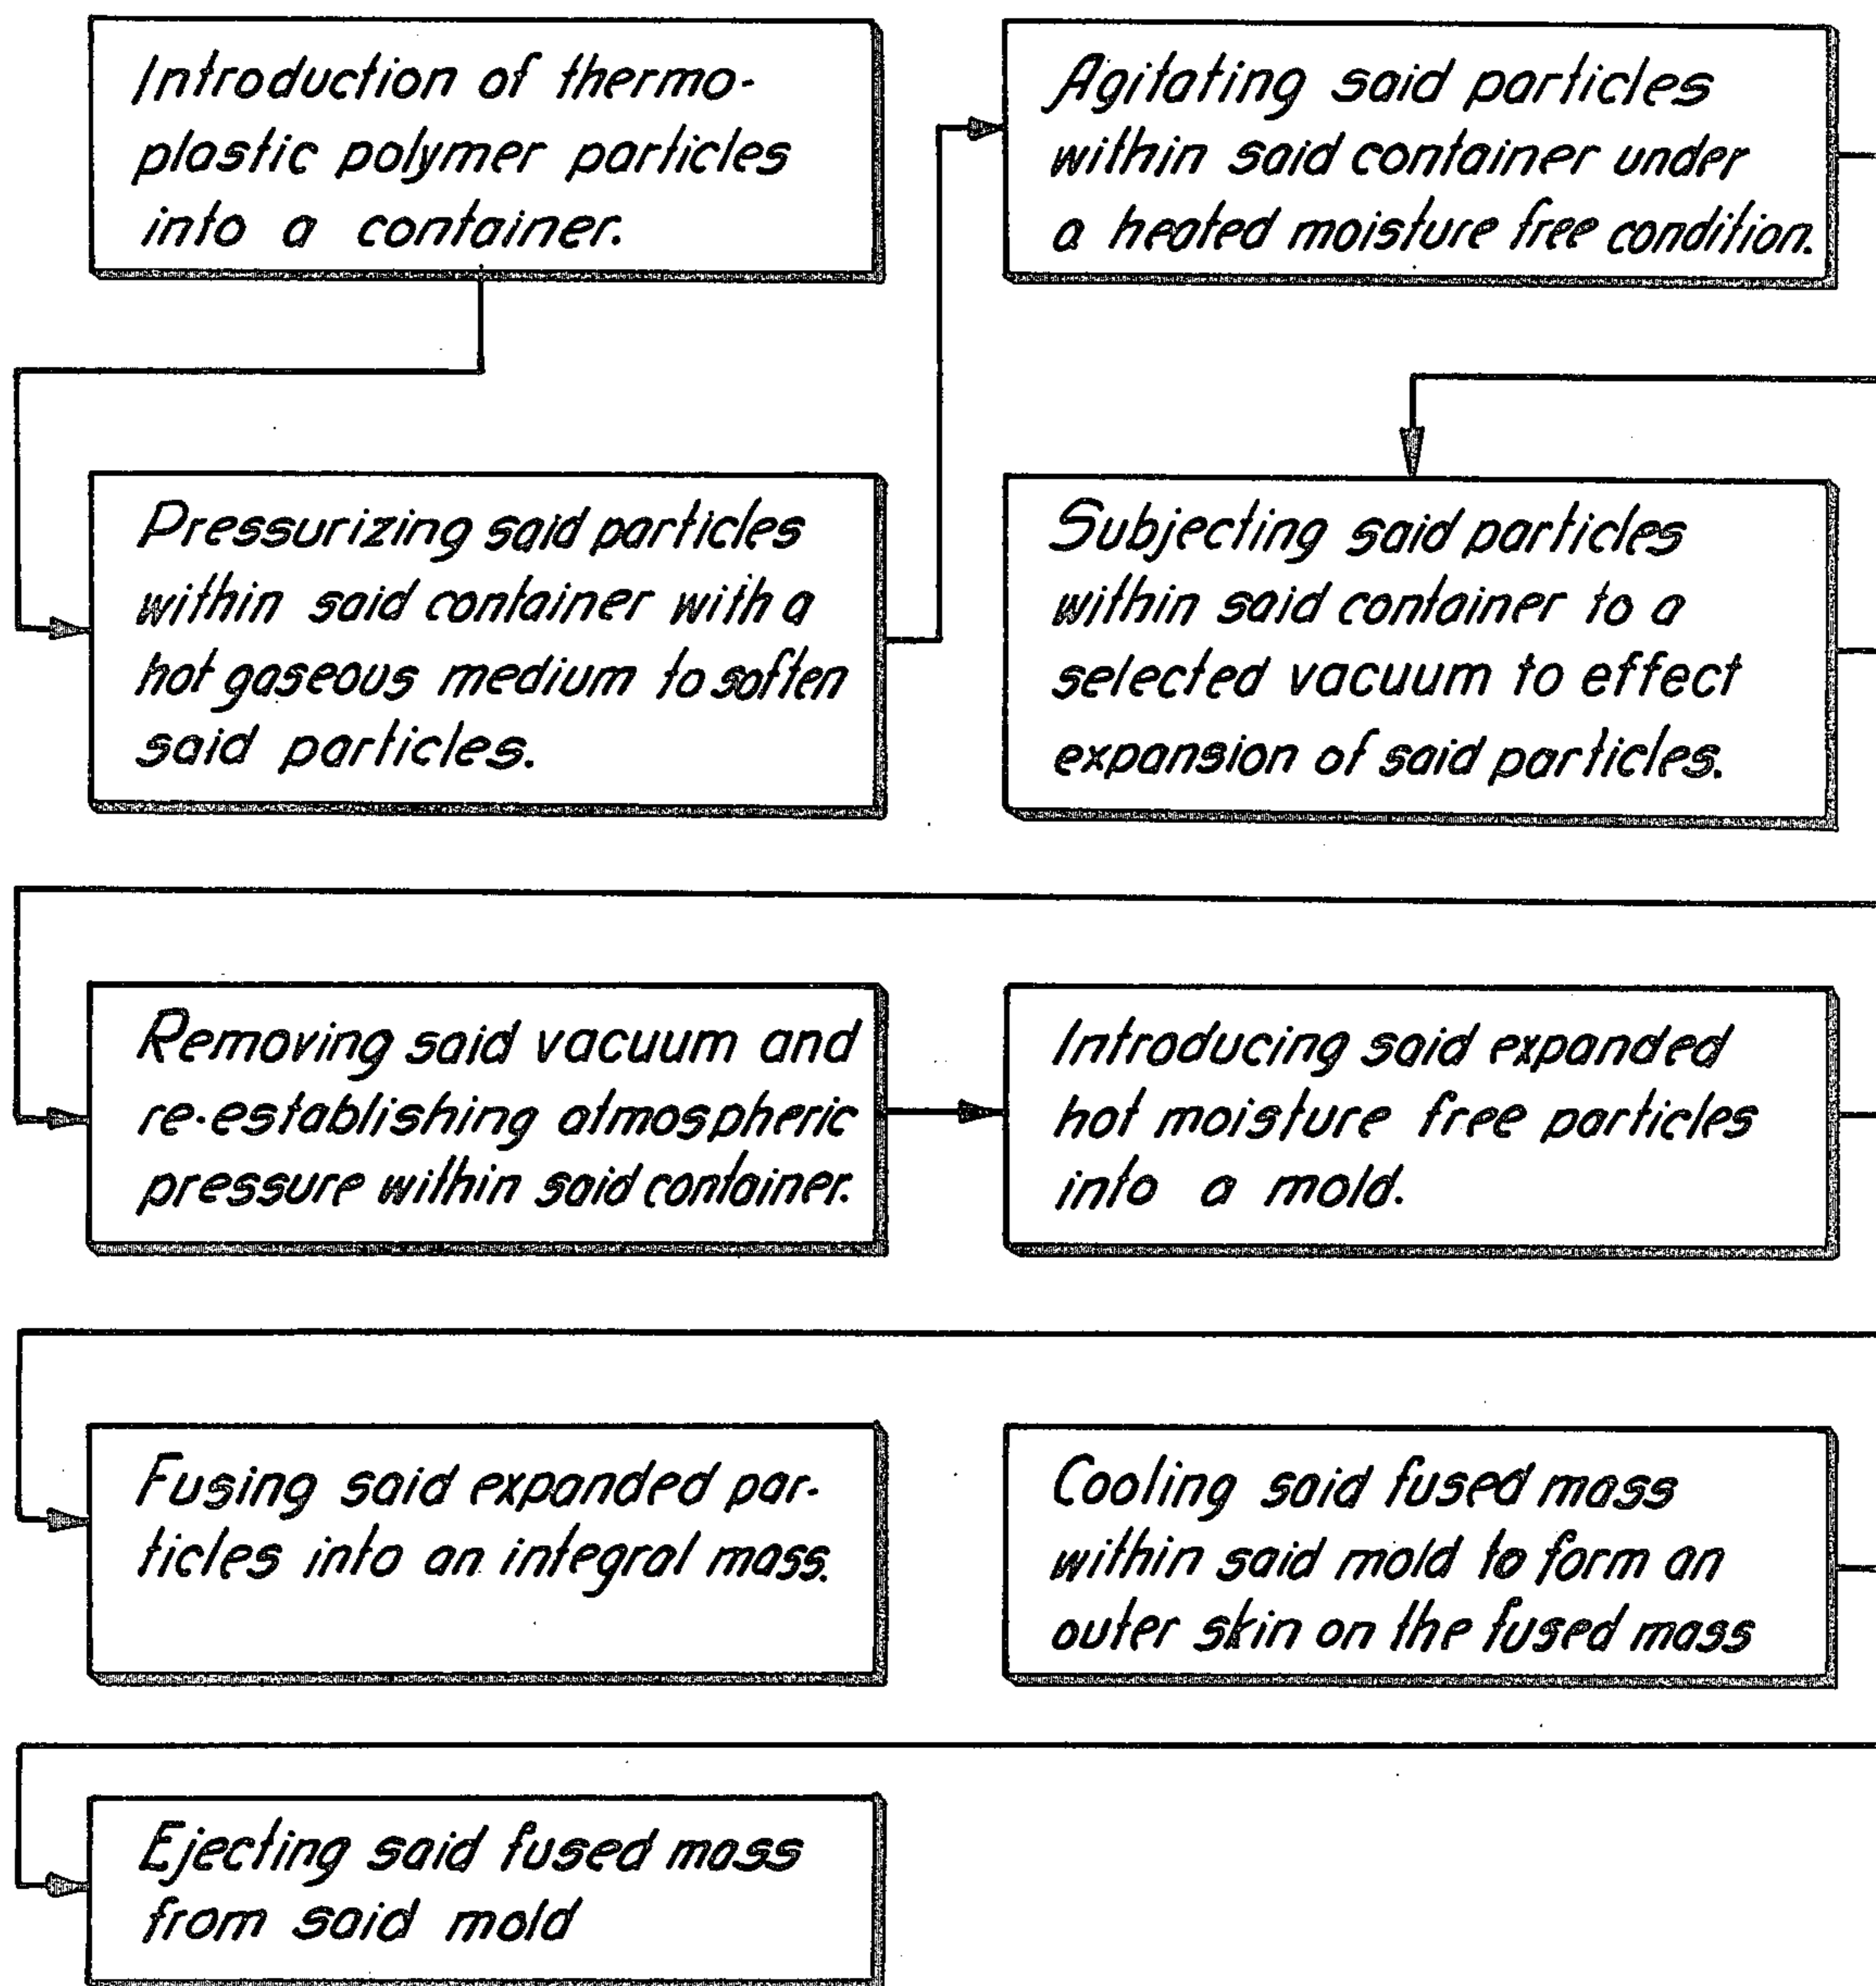 Introduction of thermo-
plastic polymer particles
into a container.
Pressurizing said particles
within said container with a
hot gaseous medium to soften
said particles.
Agitating said particles
within said container under
a heated moisture free condition.
Subjecting said particles
within said container to a
selected vacuum to effect
expansion of said particles.
Removing said vacuum and
re-establishing atmospheric
pressure within said container.
Introducing said expanded
hot moisture free particles
into a mold.
Fusing said expanded par-
ticles into an integral mass.
Cooling said fused mass
within said mold to form an
outer skin on the fused mass
Ejecting said fused mass
from said mold